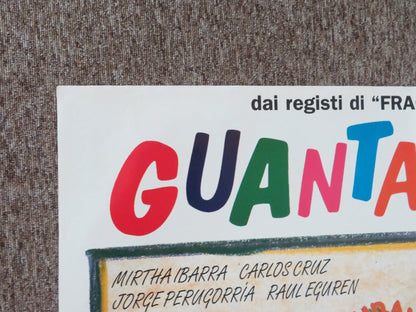 dai registi di “FRA
GUANTA
MIRTHA IBARRA CARLOS CRUZ
JORGE PERUGORRÍA RAUL EGUREN